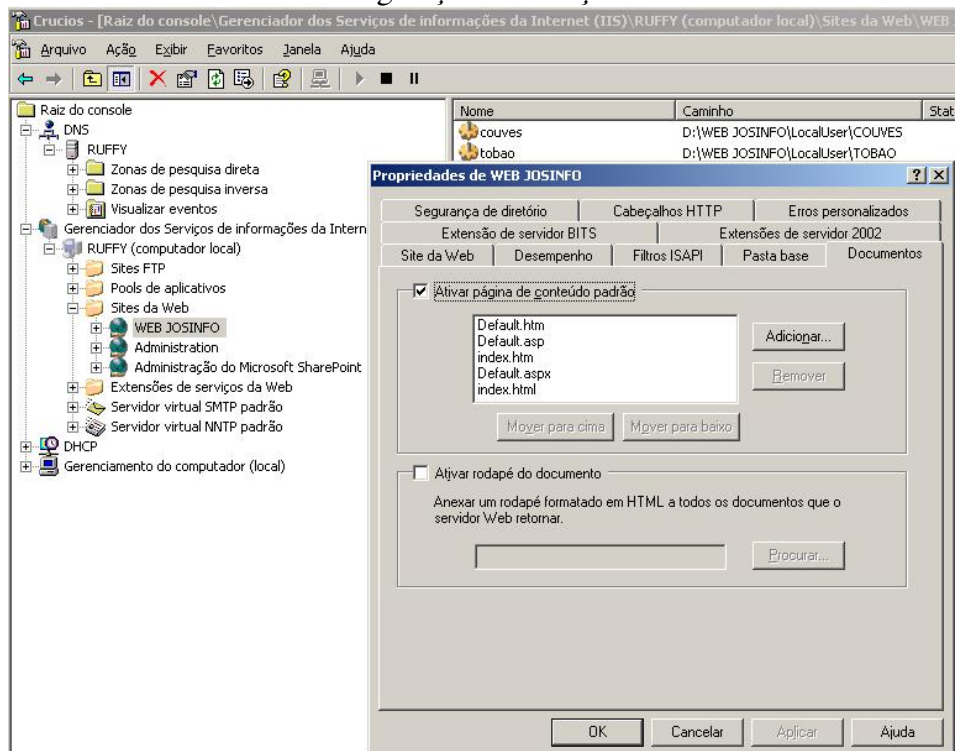 Crucios - [Raiz do console\Gerenciador dos Serviços de informações da Internet (IIS)\RUFFY (computador local)\Sites da Web\WEB
Arquivo Ação Exibir Favoritos Janela Ajuda
Raiz do console
DNS
RUFFY
Zonas de pesquisa direta
Zonas de pesquisa inversa
Visualizar eventos
Gerenciador dos Serviços de informações da Intern
RUFFY (computador local)
Sites FTP
Pools de aplicativos
Sites da Web
WEB JOSINFO
Administration
Administração do Microsoft SharePoint
Extensões de serviços da Web
Servidor virtual SMTP padrão
Servidor virtual NNTP padrão
DHCP
Gerenciamento do computador (local)
Nome Caminho Stat
couves D:\WEB JOSINFO\LocalUser\COUVES
tobao D:\WEB JOSINFO\LocalUser\TOBAO
Propriedades de WEB JOSINFO
Segurança de diretório Cabeçalhos HTTP Erros personalizados
Extensão de servidor BITS Extensões de servidor 2002
Site da Web Desempenho Filtros ISAPI Pasta base Documentos
Ativar página de conteúdo padrão
Default.htm
Default.asp
index.htm
Default.aspx
index.html
Adicionar...
Remover
Mover para cima Mover para baixo
Ativar rodapé do documento
Anexar um rodapé formatado em HTML a todos os documentos que o
servidor Web retornar.
Procurar...
OK Cancelar Aplicar Ajuda